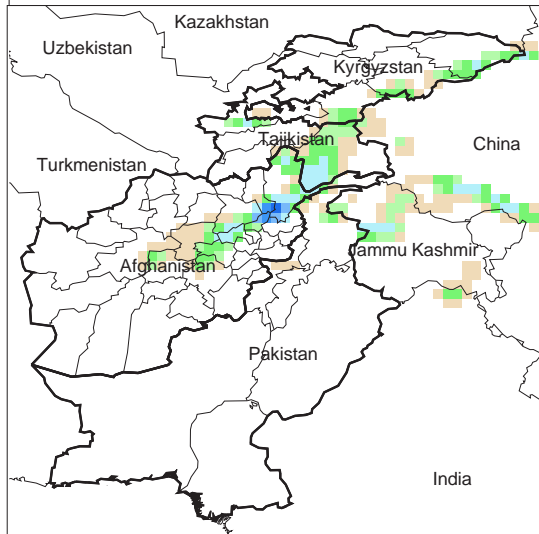 Kazakhstan
Uzbekistan
Kyrgyzstan
Tajikistan
China
Turkmenistan
Jammu Kashmir
Afghanistan
Pakistan
India